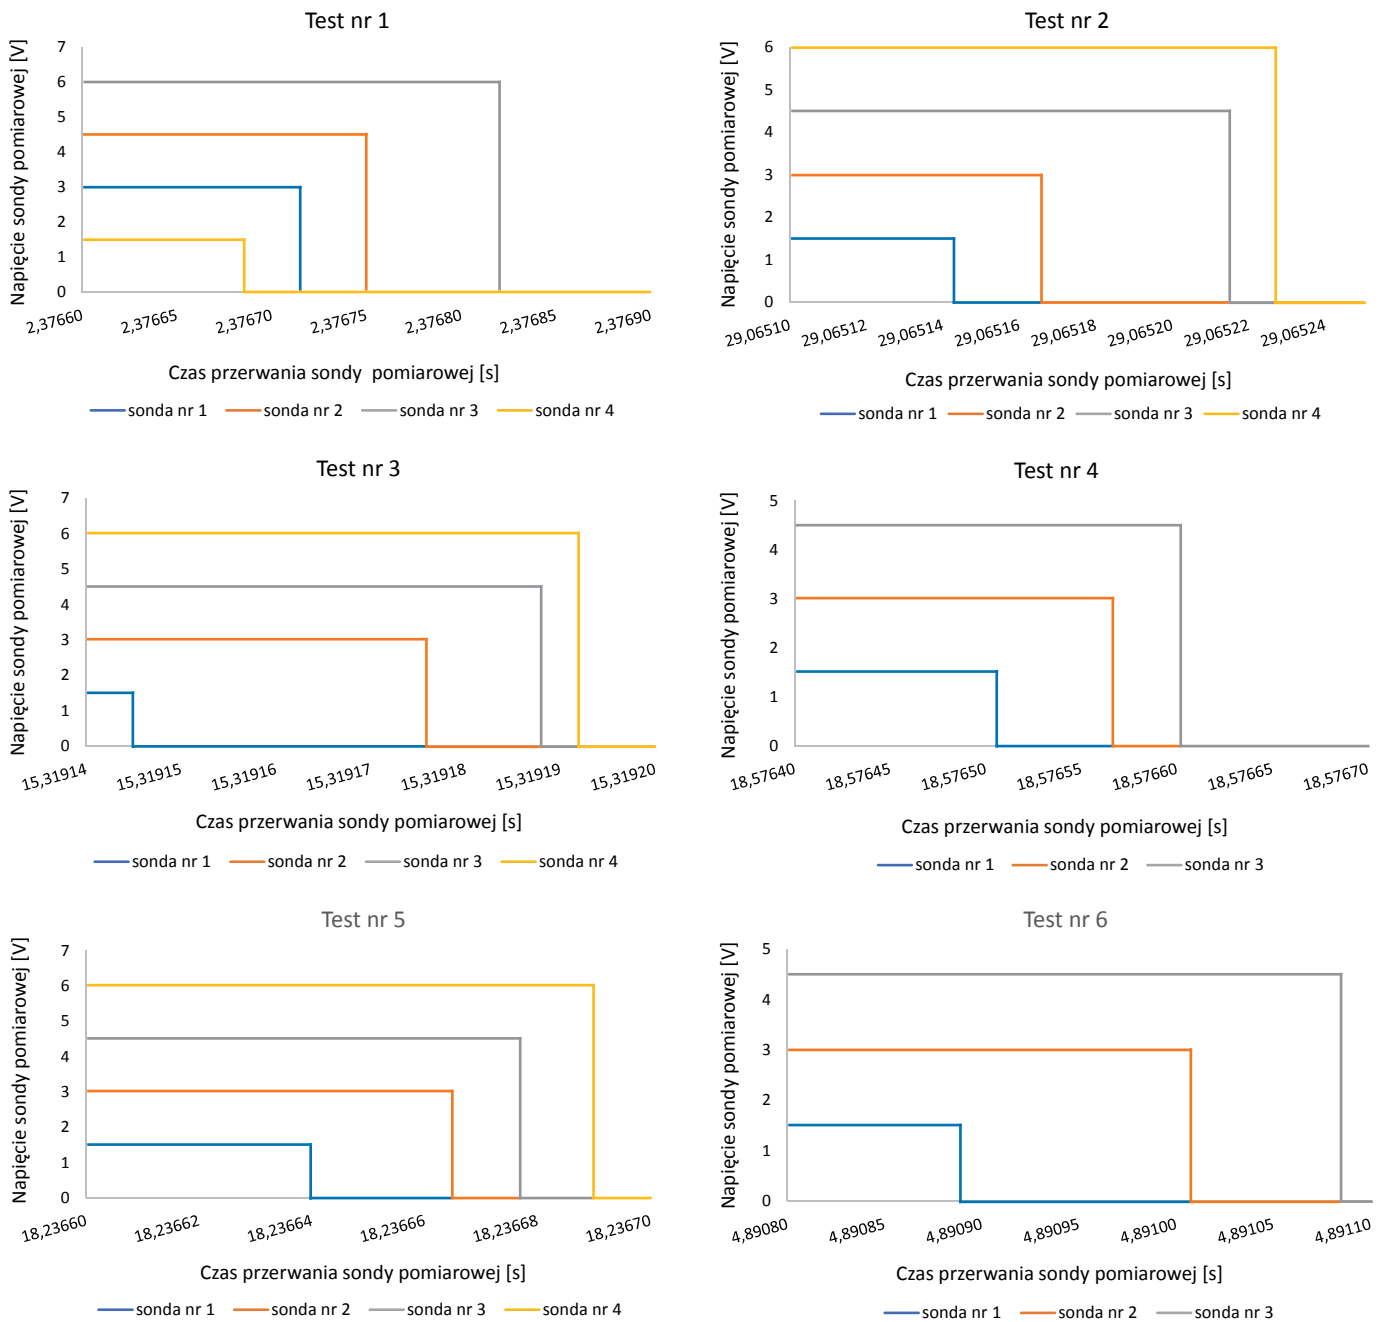 Test nr 1
Napięcie sondy pomiarowej [V]
7
6
5
4
3
2
1
0
2,37660 2,37665 2,37670 2,37675 2,37680 2,37685 2,37690
Czas przerwania sondy pomiarowej [s]
sonda nr 1 sonda nr 2 sonda nr 3 sonda nr 4
Test nr 2
Napięcie sondy pomiarowej [V]
6
5
4
3
2
1
0
29,06510 29,06512 29,06514 29,06516 29,06518 29,06520 29,06522 29,06524
Czas przerwania sondy pomiarowej [s]
sonda nr 1 sonda nr 2 sonda nr 3 sonda nr 4
Test nr 3
Napięcie sondy pomiarowej [V]
7
6
5
4
3
2
1
0
15,31914 15,31915 15,31916 15,31917 15,31918 15,31919 15,31920
Czas przerwania sondy pomiarowej [s]
sonda nr 1 sonda nr 2 sonda nr 3 sonda nr 4
Test nr 4
Napięcie sondy pomiarowej [V]
5
4
3
2
1
0
18,57640 18,57645 18,57650 18,57655 18,57660 18,57665 18,57670
Czas przerwania sondy pomiarowej [s]
sonda nr 1 sonda nr 2 sonda nr 3
Test nr 5
Napięcie sondy pomiarowej [V]
7
6
5
4
3
2
1
0
18,23660 18,23662 18,23664 18,23666 18,23668 18,23670
Czas przerwania sondy pomiarowej [s]
sonda nr 1 sonda nr 2 sonda nr 3 sonda nr 4
Test nr 6
Napięcie sondy pomiarowej [V]
5
4
3
2
1
0
4,89080 4,89085 4,89090 4,89095 4,89100 4,89105 4,89110
Czas przerwania sondy pomiarowej [s]
sonda nr 1 sonda nr 2 sonda nr 3